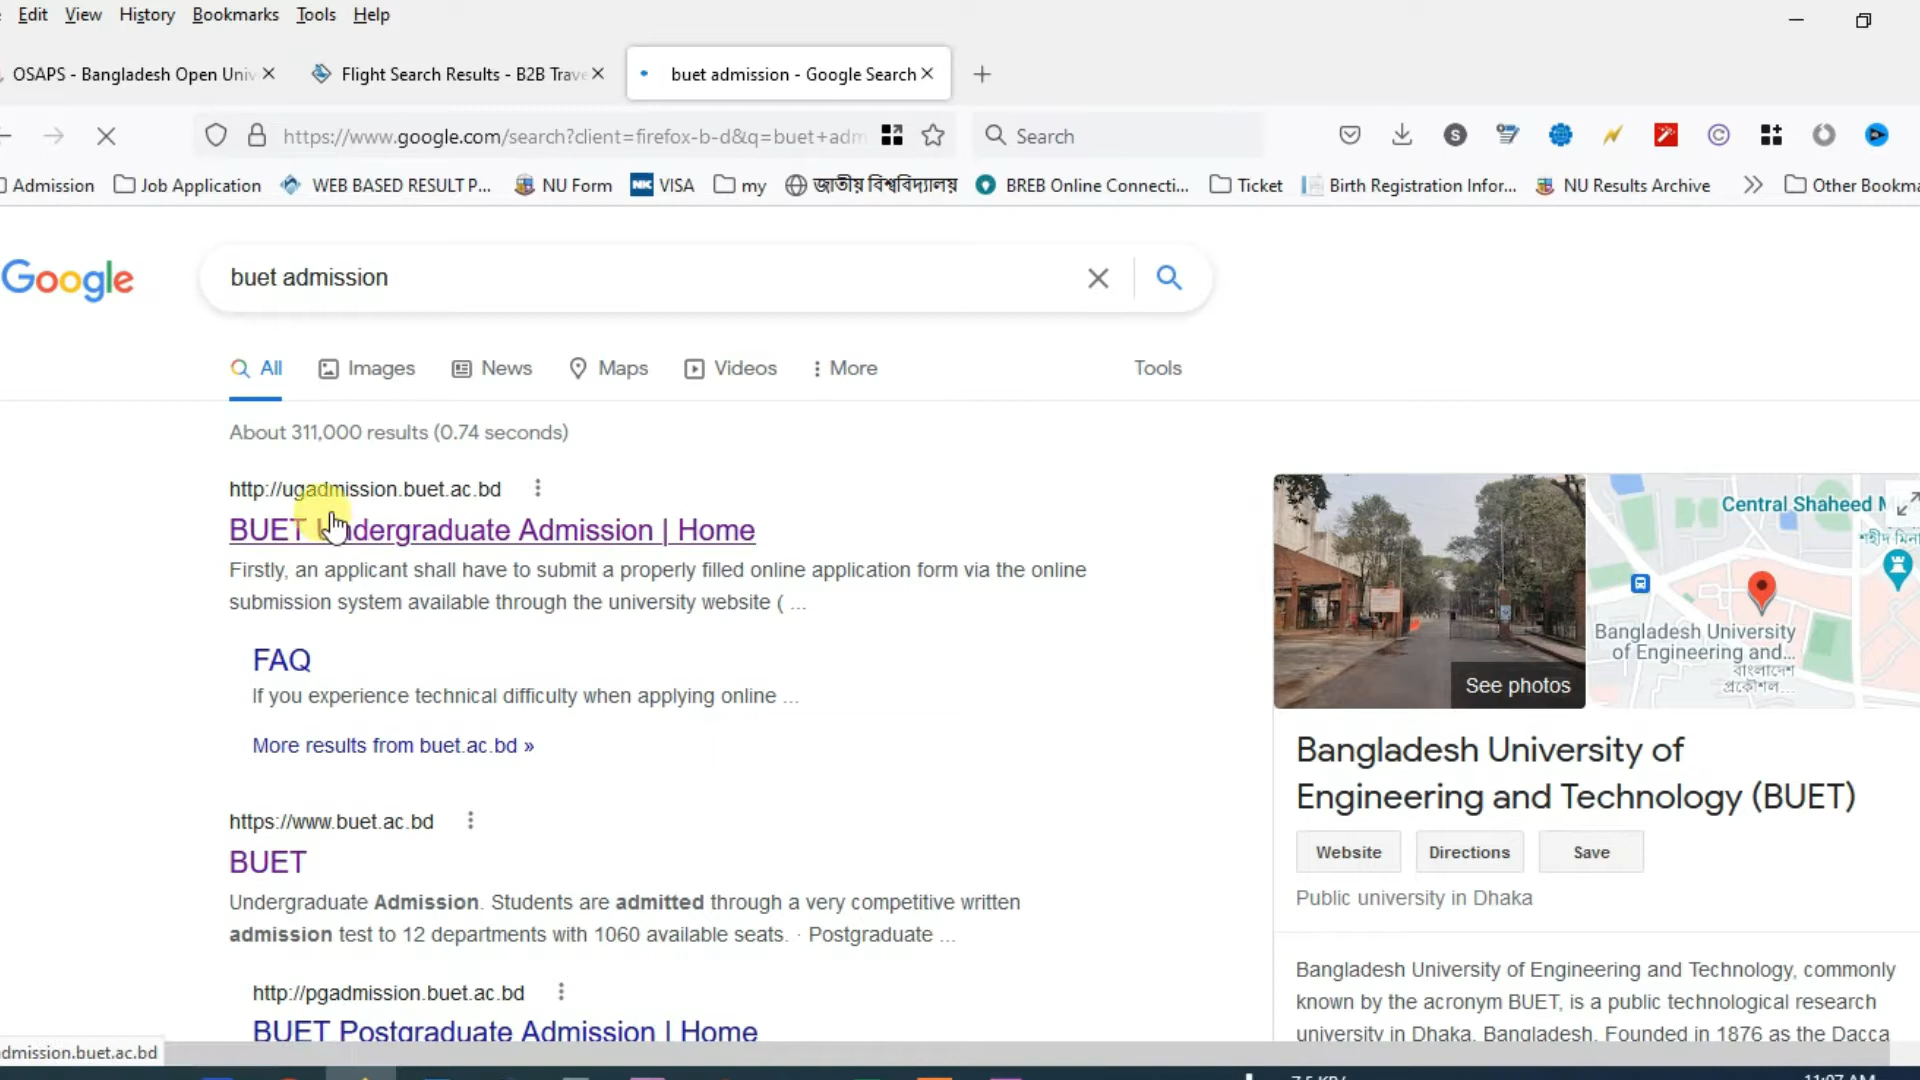 Edit View History Bookmarks Tools Help
OSAPS - Bangladesh Open Univ
Flight Search Results - B2B Trave
buet admission - Google Search
https://www.google.com/search?client=firefox-b-d&q=buet+adm
Search
Admission
Job Application
WEB BASED RESULT P...
NU Form
NK VISA
my
জাতীয় বিশ্ববিদ্যালয়
BREB Online Connecti...
Ticket
Birth Registration Infor...
NU Results Archive
Other Bookma
Google
buet admission
All Images News Maps Videos More Tools
About 311,000 results (0.74 seconds)
http://ugadmission.buet.ac.bd
BUET Undergraduate Admission | Home
Firstly, an applicant shall have to submit a properly filled online application form via the online
submission system available through the university website ( ...
FAQ
If you experience technical difficulty when applying online ...
More results from buet.ac.bd »
https://www.buet.ac.bd
BUET
Undergraduate Admission. Students are admitted through a very competitive written
admission test to 12 departments with 1060 available seats. · Postgraduate ...
http://pgadmission.buet.ac.bd
BUET Postgraduate Admission | Home
dmission.buet.ac.bd
See photos
Central Shaheed M
শহীদ মিনা
Bangladesh University
of Engineering and...
বাংলাদেশ
প্রকৌশল...
Bangladesh University of
Engineering and Technology (BUET)
Website Directions Save
Public university in Dhaka
Bangladesh University of Engineering and Technology, commonly
known by the acronym BUET, is a public technological research
university in Dhaka, Bangladesh. Founded in 1876 as the Dacca
11:07 AM